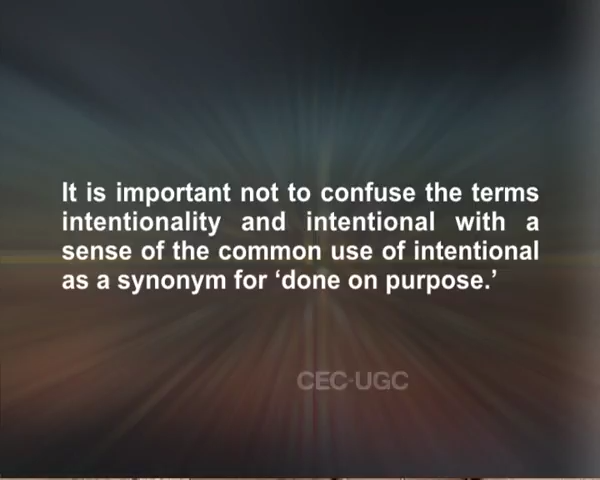 It is important not to confuse the terms
intentionality and intentional with a
sense of the common use of intentional
as a synonym for ‘done on purpose.’
CEC-UGC